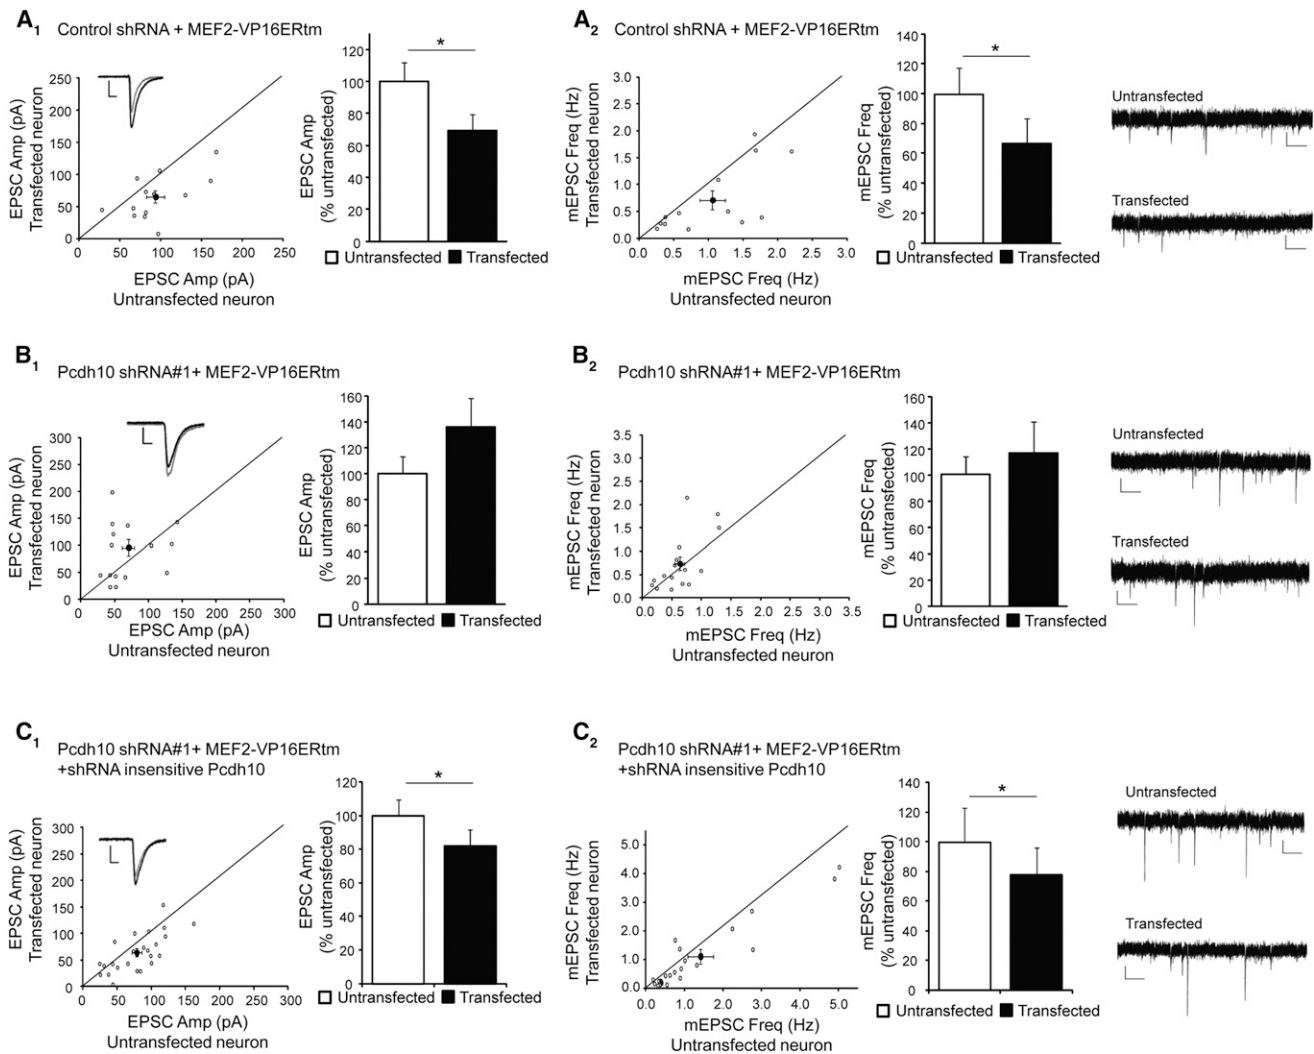 A1 Control shRNA + MEF2-VP16ERtm
EPSC Amp (pA)
Transfected neuron
250
200
150
100
50
0
0 50 100 150 200 250
EPSC Amp (pA)
Untransfected neuron
EPSC Amp
(% untransfected)
120
100
80
60
40
20
0
*
Untransfected Transfected
A2 Control shRNA + MEF2-VP16ERtm
mEPSC Freq (Hz)
Transfected neuron
3.0
2.5
2.0
1.5
1.0
0.5
0.0
0.0 0.5 1.0 1.5 2.0 2.5 3.0
mEPSC Freq (Hz)
Untransfected neuron
mEPSC Freq
(% untransfected)
140
120
100
80
60
40
20
0
*
Untransfected Transfected
Untransfected
Transfected
B1 Pcdh10 shRNA#1+ MEF2-VP16ERtm
EPSC Amp (pA)
Transfected neuron
300
250
200
150
100
50
0
0 50 100 150 200 250 300
EPSC Amp (pA)
Untransfected neuron
EPSC Amp
(% untransfected)
160
140
120
100
80
60
40
20
0
Untransfected Transfected
B2 Pcdh10 shRNA#1+ MEF2-VP16ERtm
mEPSC Freq (Hz)
Transfected neuron
3.5
3.0
2.5
2.0
1.5
1.0
0.5
0.0
0.0 0.5 1.0 1.5 2.0 2.5 3.0 3.5
mEPSC Freq (Hz)
Untransfected neuron
mEPSC Freq
(% untransfected)
160
140
120
100
80
60
40
20
0
Untransfected Transfected
Untransfected
Transfected
C1 Pcdh10 shRNA#1+ MEF2-VP16ERtm
+shRNA insensitive Pcdh10
EPSC Amp (pA)
Transfected neuron
300
250
200
150
100
50
0
0 50 100 150 200 250 300
EPSC Amp (pA)
Untransfected neuron
EPSC Amp
(% untransfected)
120
100
80
60
40
20
0
*
Untransfected Transfected
C2 Pcdh10 shRNA#1+ MEF2-VP16ERtm
+shRNA insensitive Pcdh10
mEPSC Freq (Hz)
Transfected neuron
5.0
4.0
3.0
2.0
1.0
0.0
0.0 1.0 2.0 3.0 4.0 5.0
mEPSC Freq (Hz)
Untransfected neuron
mEPSC Freq
(% untransfected)
140
120
100
80
60
40
20
0
*
Untransfected Transfected
Untransfected
Transfected